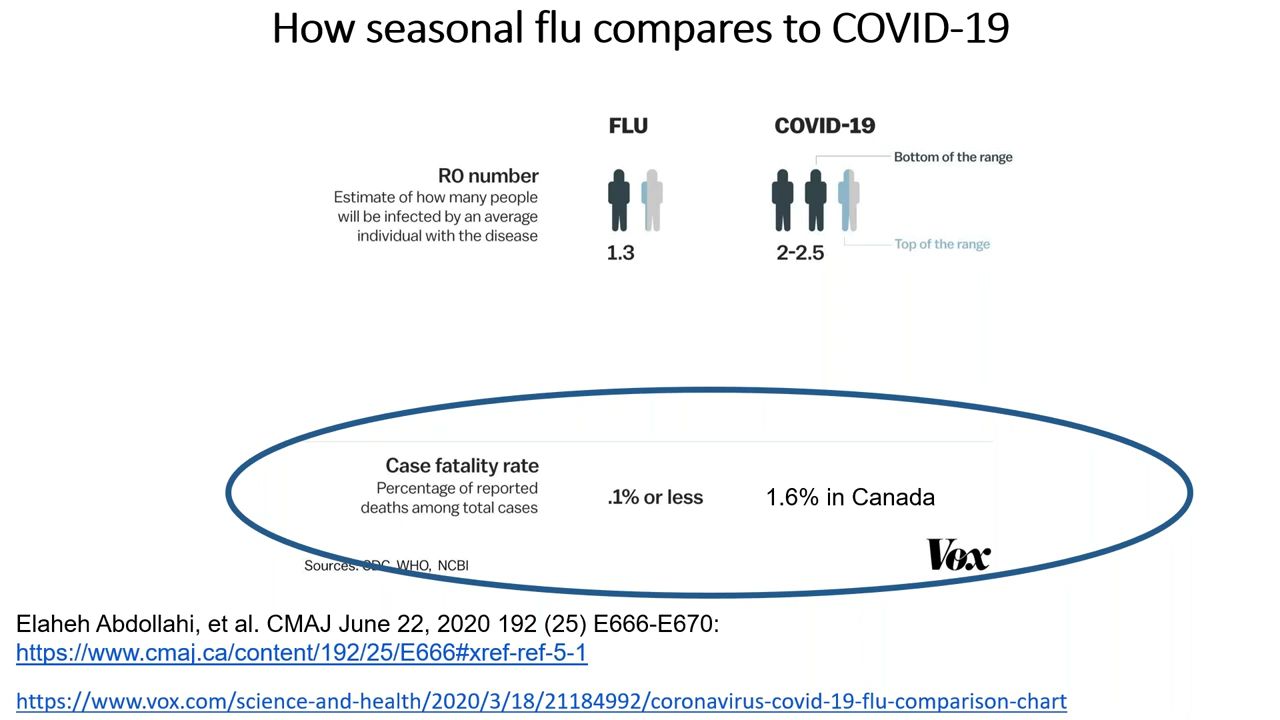 How seasonal flu compares to COVID-19
FLU
COVID-19
Bottom of the range
R0 number
Estimate of how many people
will be infected by an average
individual with the disease
1.3
2-2.5
Top of the range
Case fatality rate
Percentage of reported
deaths among total cases
.1% or less
1.6% in Canada
Sources: CDC, WHO, NCBI
Vox
Elaheh Abdollahi, et al. CMAJ June 22, 2020 192 (25) E666-E670:
https://www.cmaj.ca/content/192/25/E666#xref-ref-5-1
https://www.vox.com/science-and-health/2020/3/18/21184992/coronavirus-covid-19-flu-comparison-chart